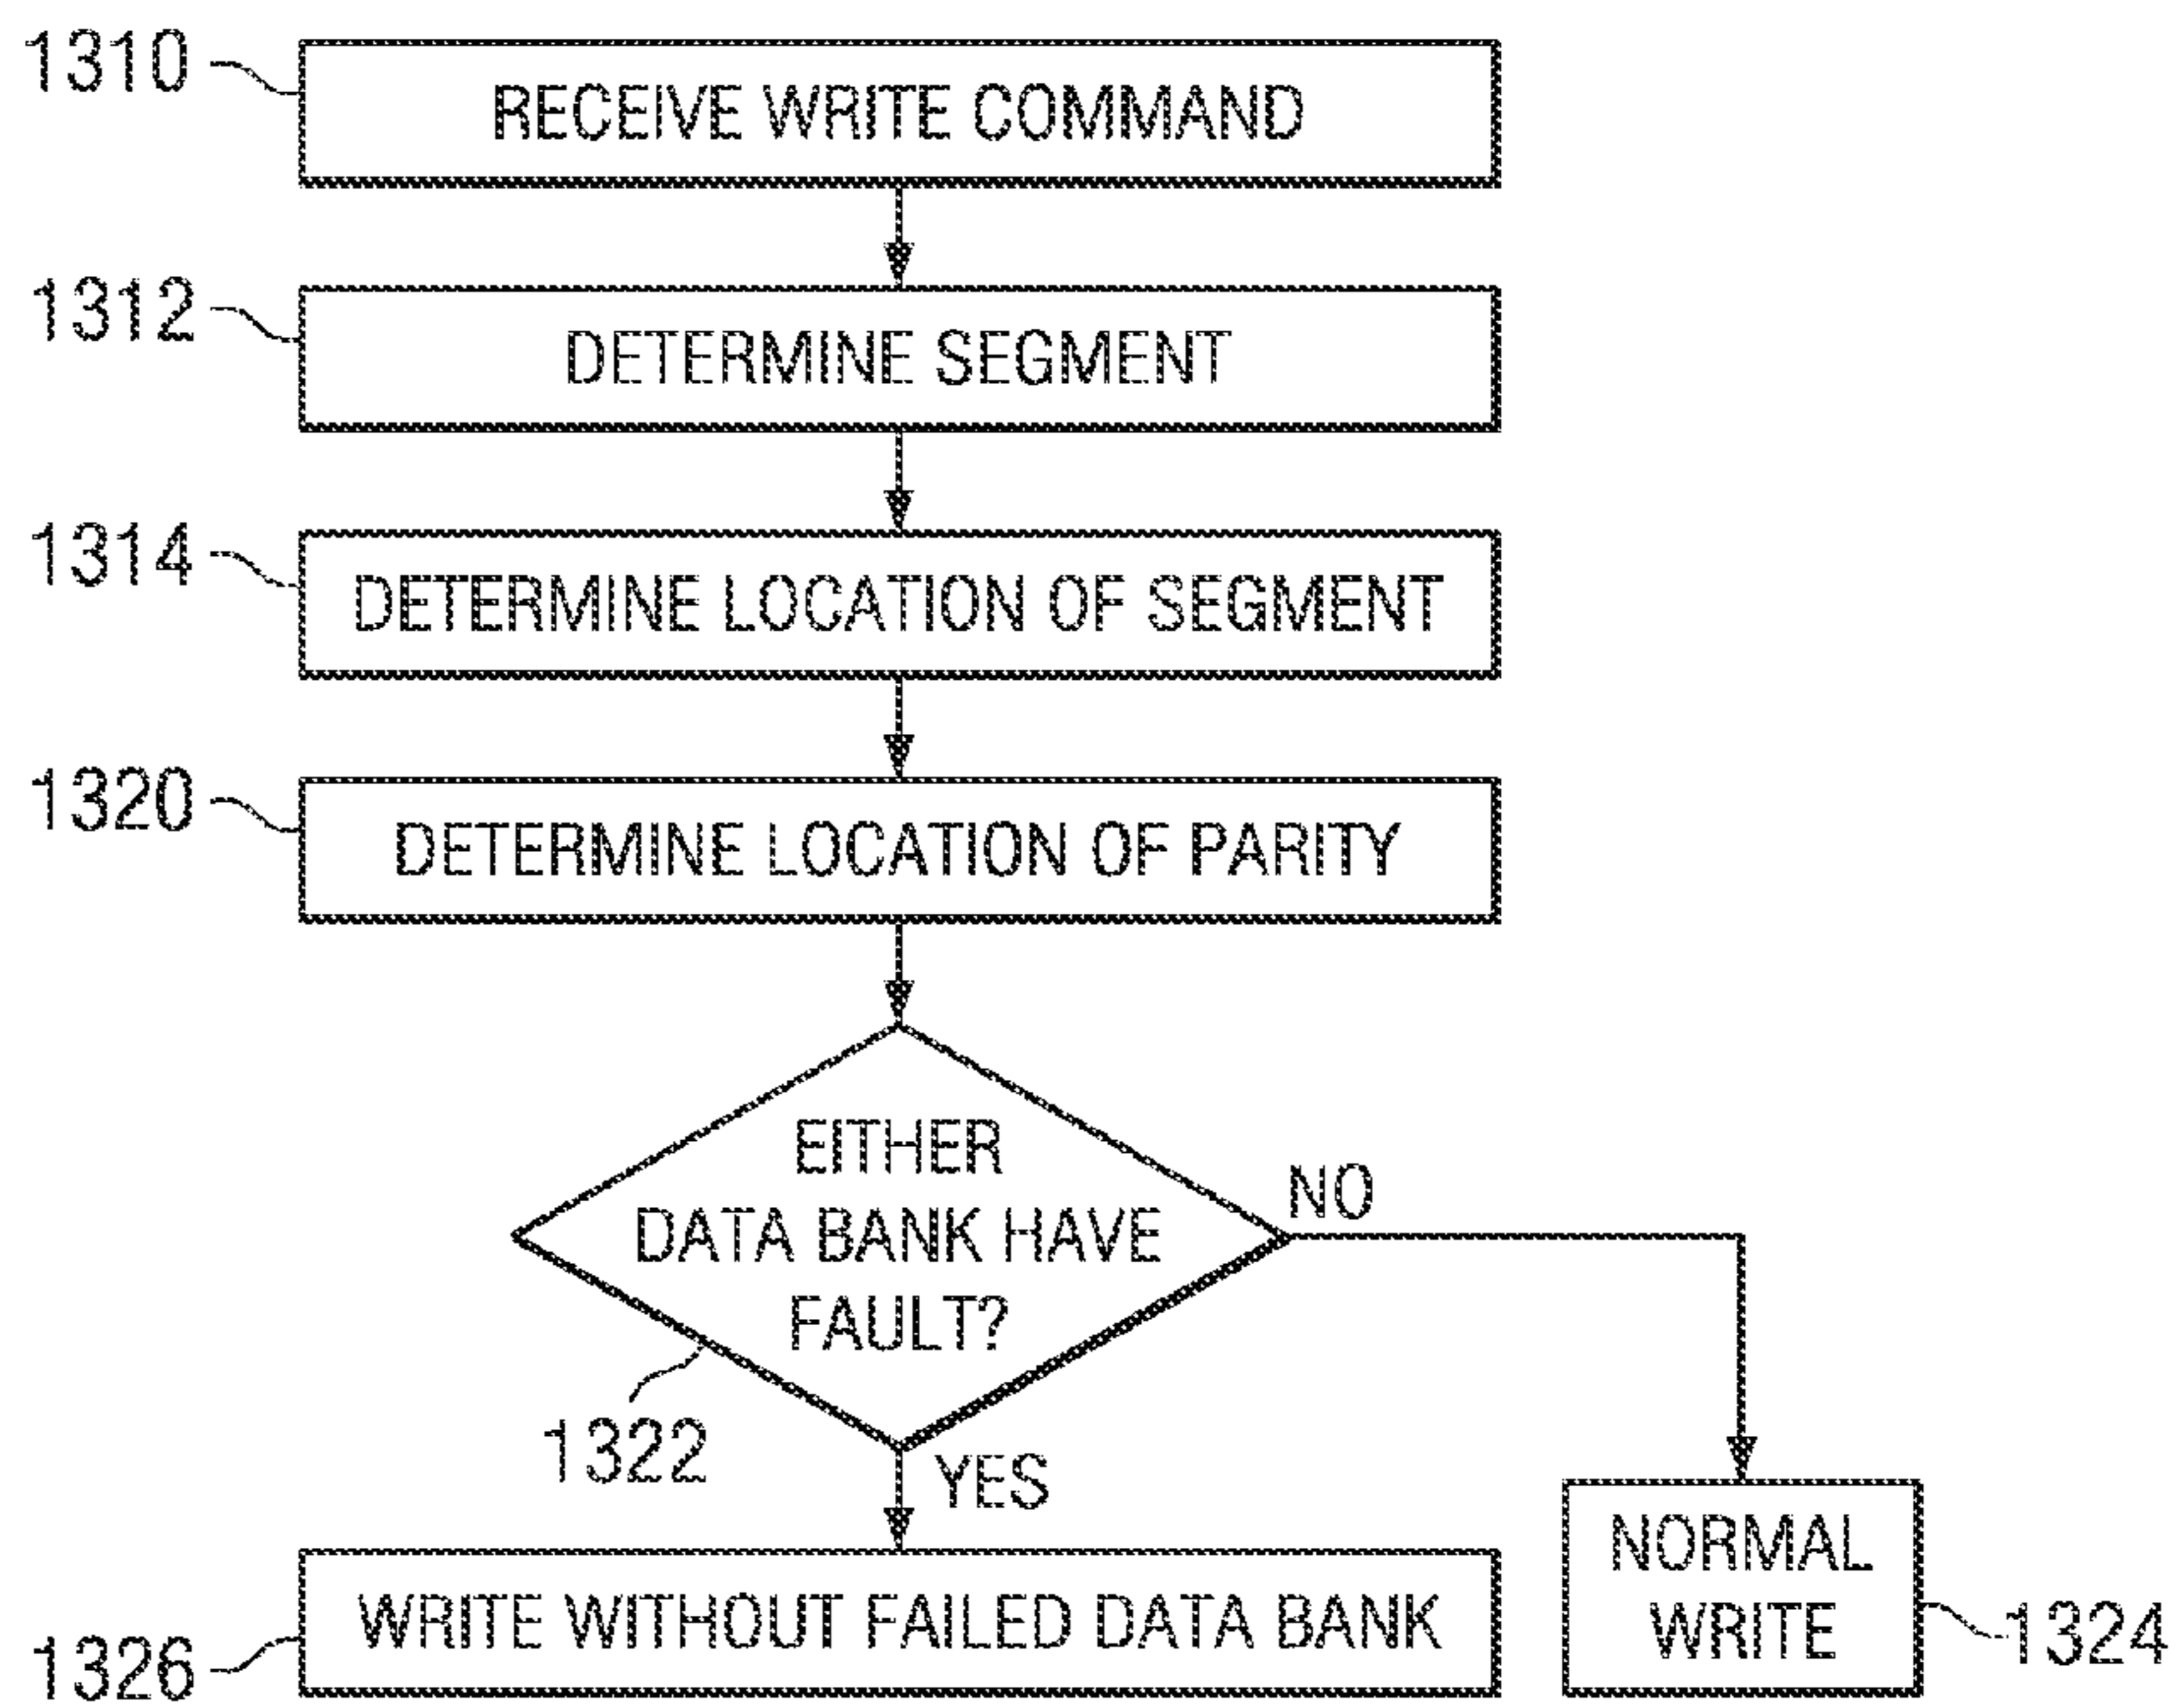 1310
RECEIVE WRITE COMMAND
1312
DETERMINE SEGMENT
1314
DETERMINE LOCATION OF SEGMENT
1320
DETERMINE LOCATION OF PARITY
EITHER
DATA BANK HAVE
FAULT?
NO
1322
YES
NORMAL
WRITE
1324
WRITE WITHOUT FAILED DATA BANK
1326